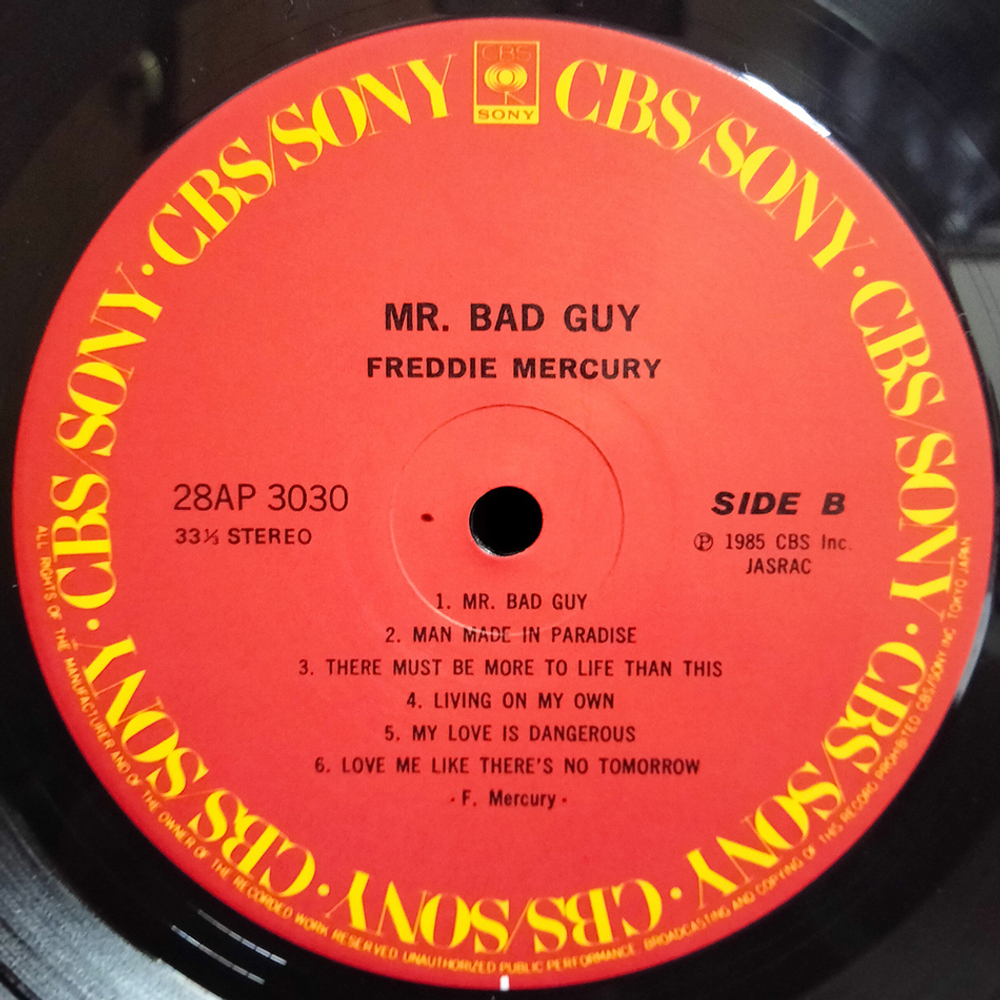 CBS
SONY
CBS/SONY · CBS/SONY · CBS/SONY · CBS/SONY · CBS/SONY · CBS/SONY · CBS/SONY · CBS/SONY
MR. BAD GUY
FREDDIE MERCURY
28AP 3030
33⅓ STEREO
SIDE B
Ⓟ 1985 CBS Inc.
JASRAC
1. MR. BAD GUY
2. MAN MADE IN PARADISE
3. THERE MUST BE MORE TO LIFE THAN THIS
4. LIVING ON MY OWN
5. MY LOVE IS DANGEROUS
6. LOVE ME LIKE THERE'S NO TOMORROW
· F. Mercury ·
ALL RIGHTS OF THE MANUFACTURER AND OF THE OWNER OF THE RECORDED WORK RESERVED UNAUTHORIZED PUBLIC PERFORMANCE BROADCASTING AND COPYING OF THIS RECORD PROHIBITED CBS/SONY INC. TOKYO JAPAN